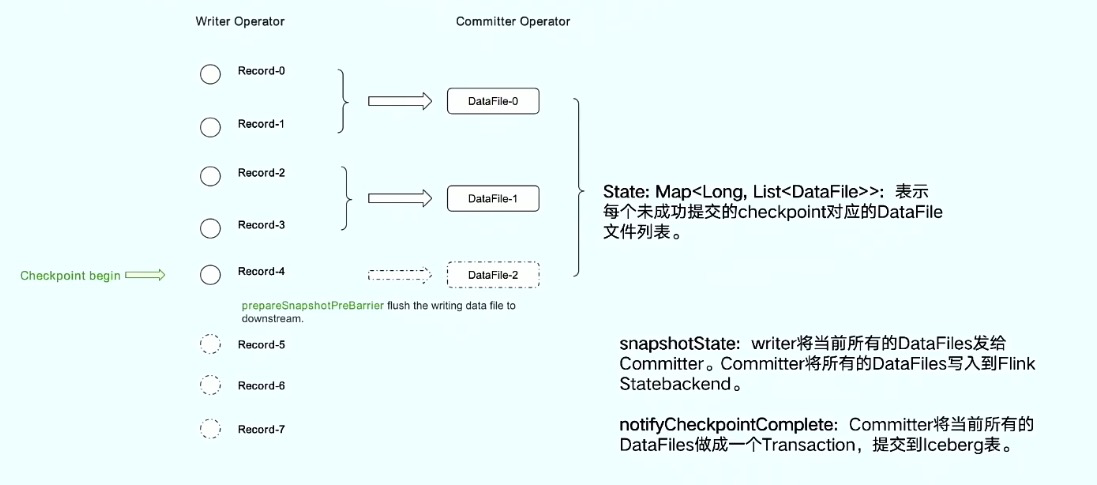 Writer Operator
Committer Operator
Record-0
Record-1
Record-2
Record-3
Checkpoint begin
Record-4
prepareSnapshotPreBarrier flush the writing data file to
downstream.
Record-5
Record-6
Record-7
DataFile-0
DataFile-1
DataFile-2
State: Map<Long, List<DataFile>>：表示
每个未成功提交的checkpoint对应的DataFile
文件列表。
snapshotState：writer将当前所有的DataFiles发给
Committer。Committer将所有的DataFiles写入到Flink
Statebackend。
notifyCheckpointComplete：Committer将当前所有的
DataFiles做成一个Transaction，提交到Iceberg表。